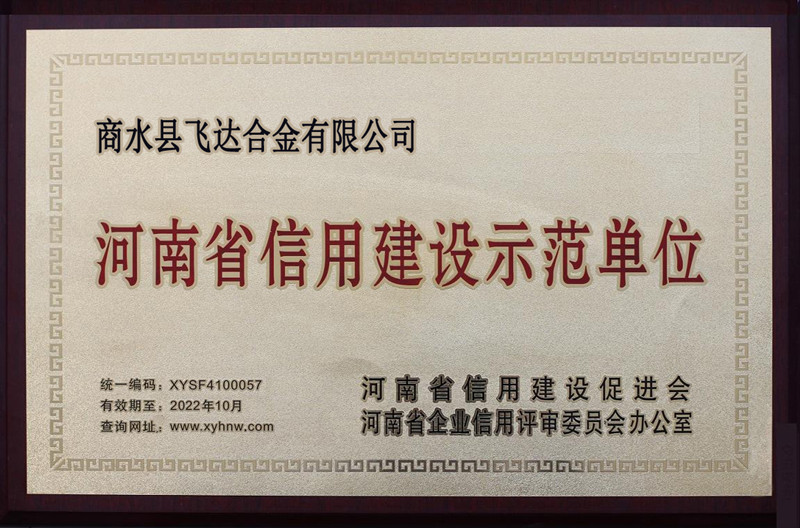 商水县飞达合金有限公司
河南省信用建设示范单位
统一编码：XYSF4100057
有效期至：2022年10月
查询网址：www.xyhnw.com
河南省信用建设促进会
河南省企业信用评审委员会办公室